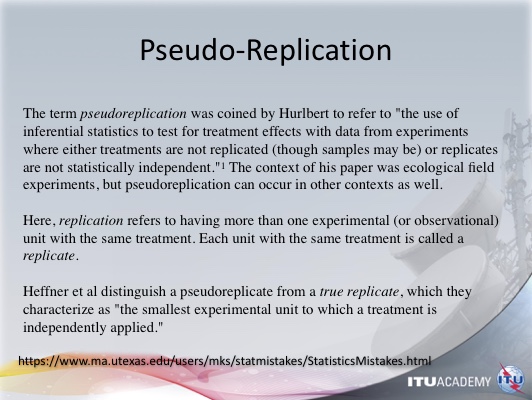 Pseudo-Replication
The term pseudoreplication was coined by Hurlbert to refer to "the use of
inferential statistics to test for treatment effects with data from experiments
where either treatments are not replicated (though samples may be) or replicates
are not statistically independent."¹ The context of his paper was ecological field
experiments, but pseudoreplication can occur in other contexts as well.
Here, replication refers to having more than one experimental (or observational)
unit with the same treatment. Each unit with the same treatment is called a
replicate.
Heffner et al distinguish a pseudoreplicate from a true replicate, which they
characterize as "the smallest experimental unit to which a treatment is
independently applied."
https://www.ma.utexas.edu/users/mks/statmistakes/StatisticsMistakes.html
ITUACADEMY ITU